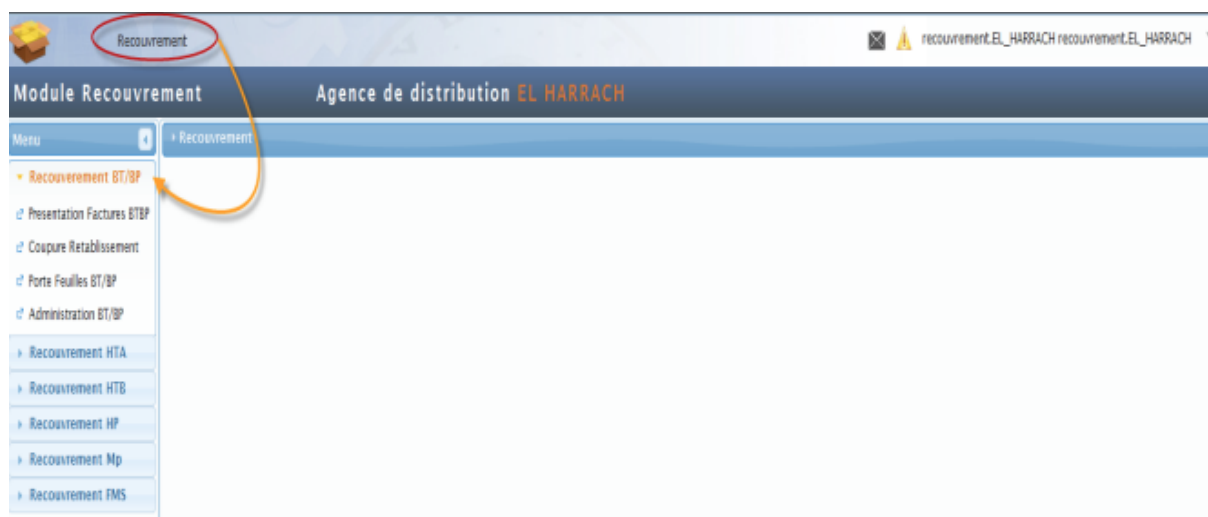 Recouvrement
recouvrement.EL_HARRACH recouvrement.EL_HARRACH
Module Recouvrement Agence de distribution EL HARRACH
Menu
Recouvrement
Recouverement BT/BP
Presentation Factures BTBP
Coupure Retablissement
Porte Feuilles BT/BP
Administration BT/BP
Recouvrement HTA
Recouvrement HTB
Recouvrement HP
Recouvrement Mp
Recouvrement FMS